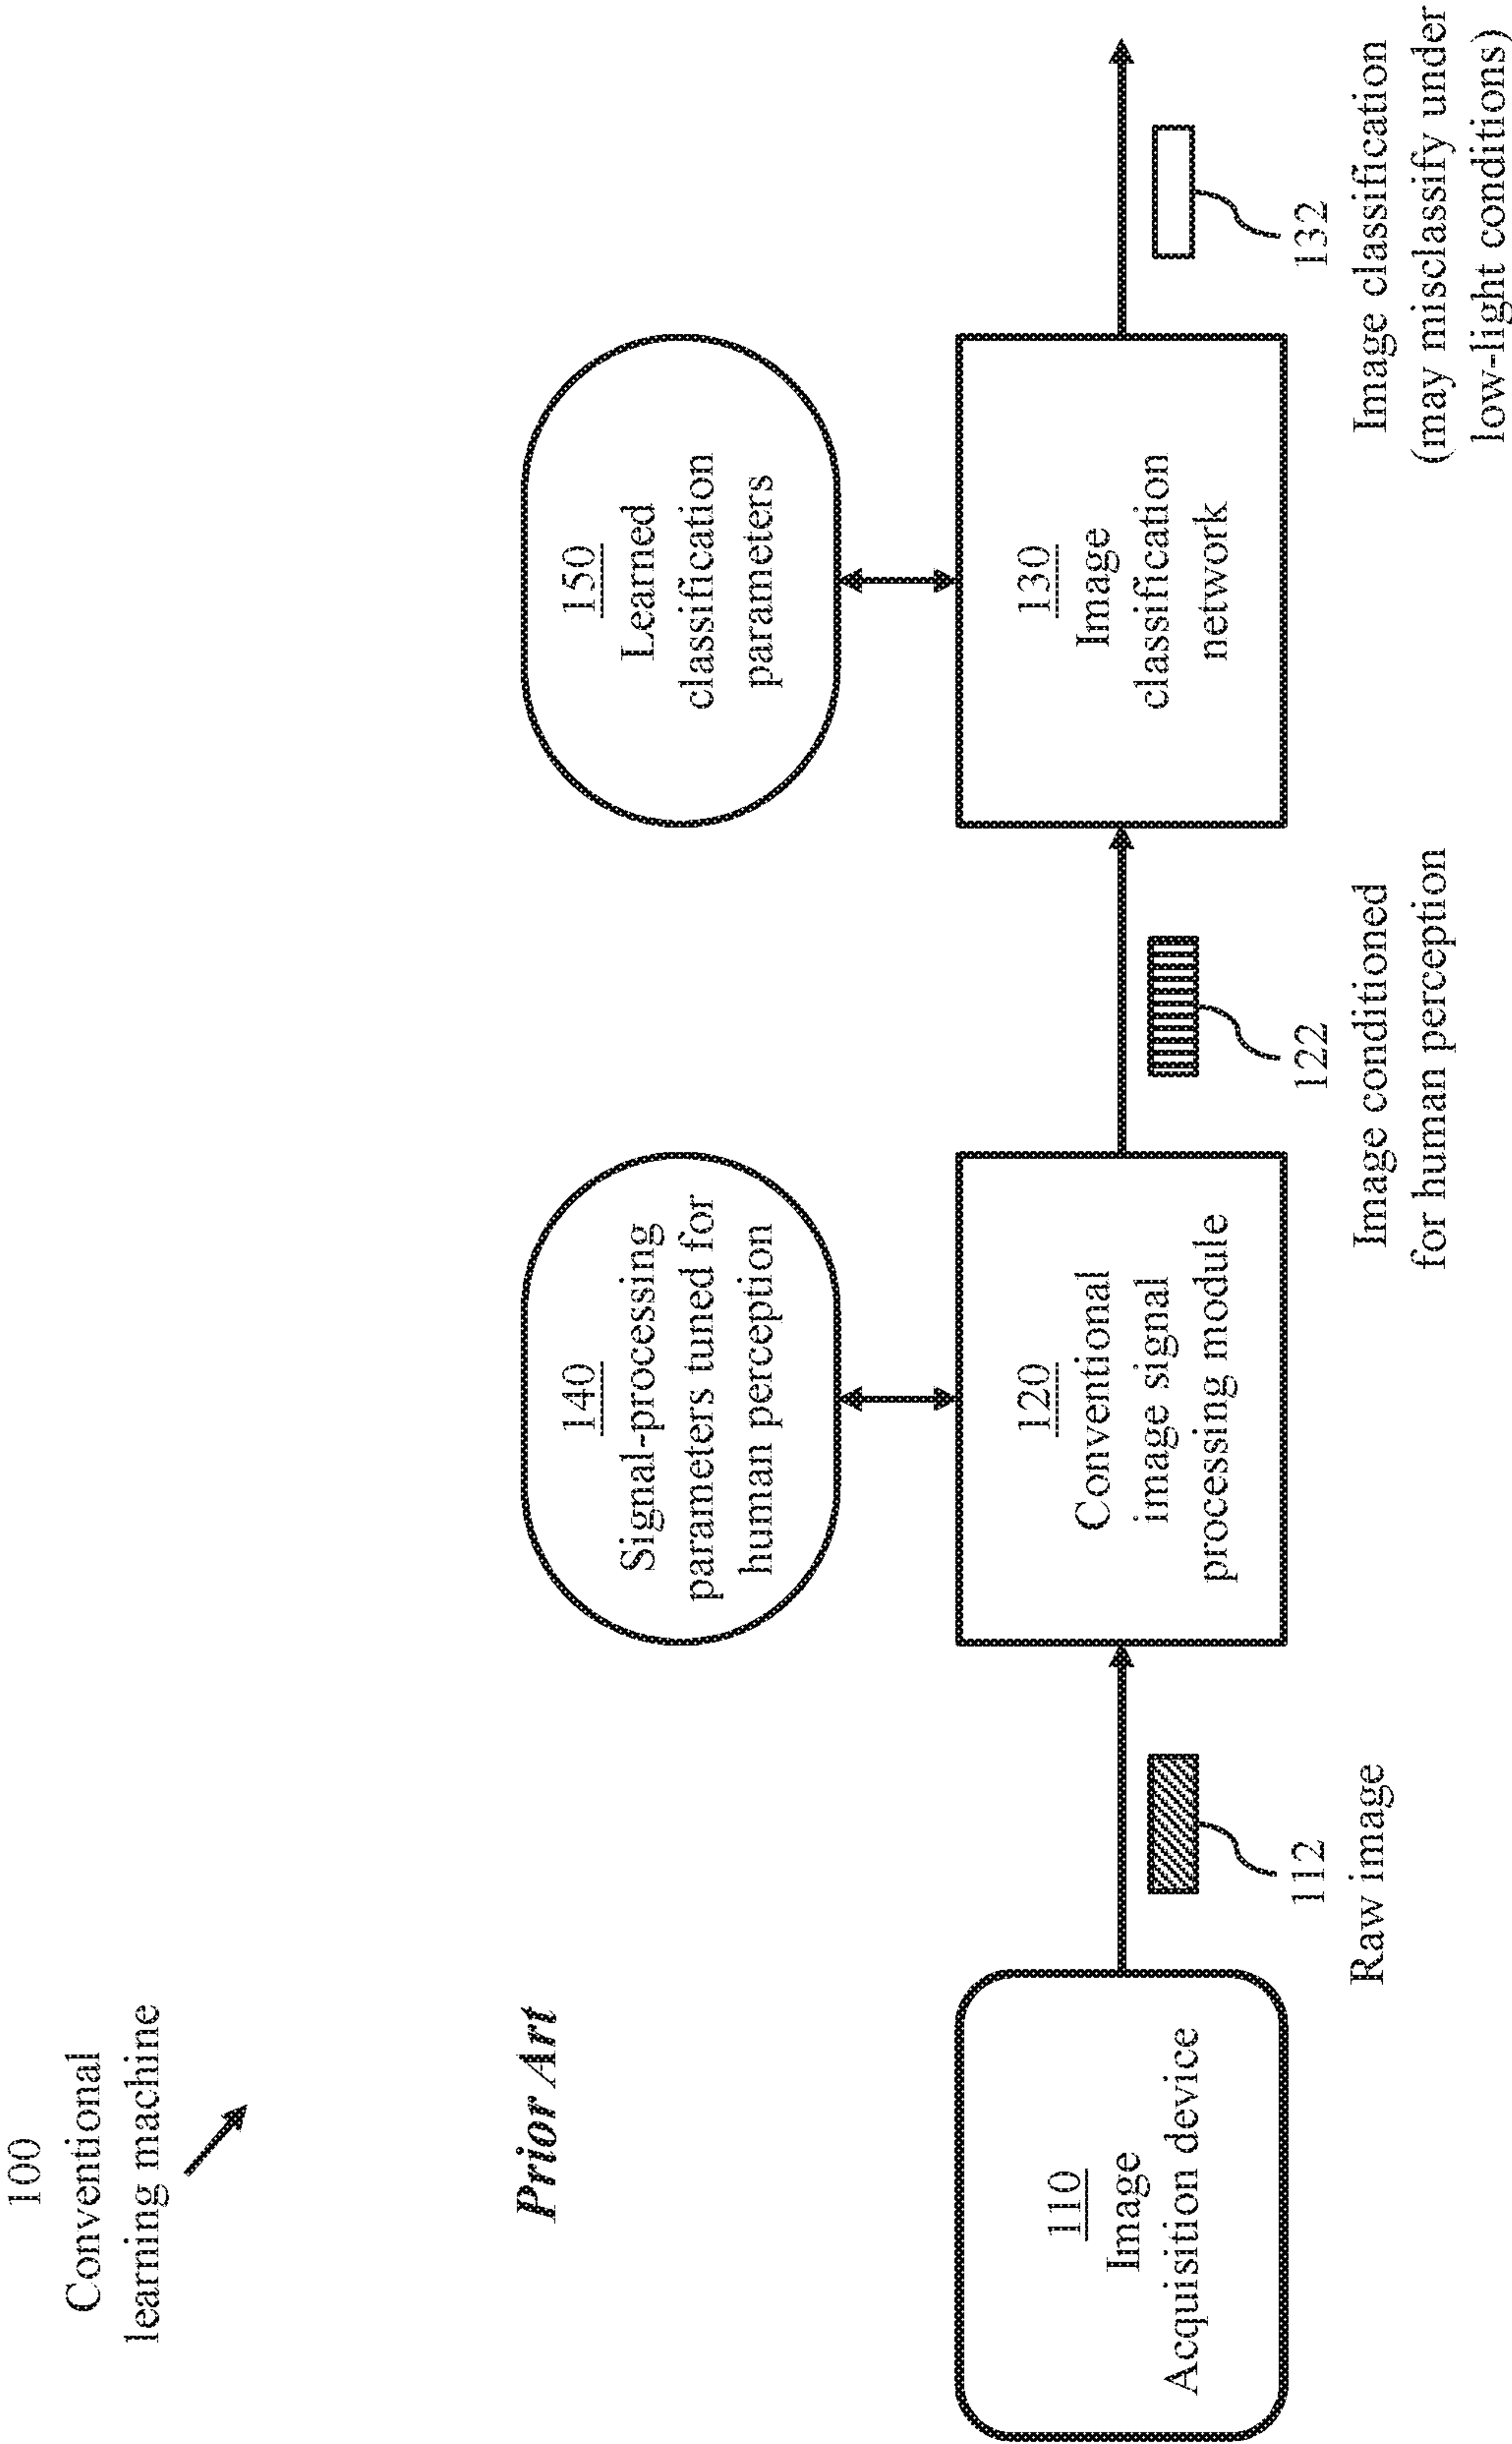 100
Conventional
learning machine
Prior Art
140
Signal-processing
parameters tuned for
human perception
150
Learned
classification
parameters
110
Image
Acquisition device
120
Conventional
image signal
processing module
130
Image
classification
network
112
Raw image
122
Image conditioned
for human perception
132
Image classification
(may misclassify under
low-light conditions)